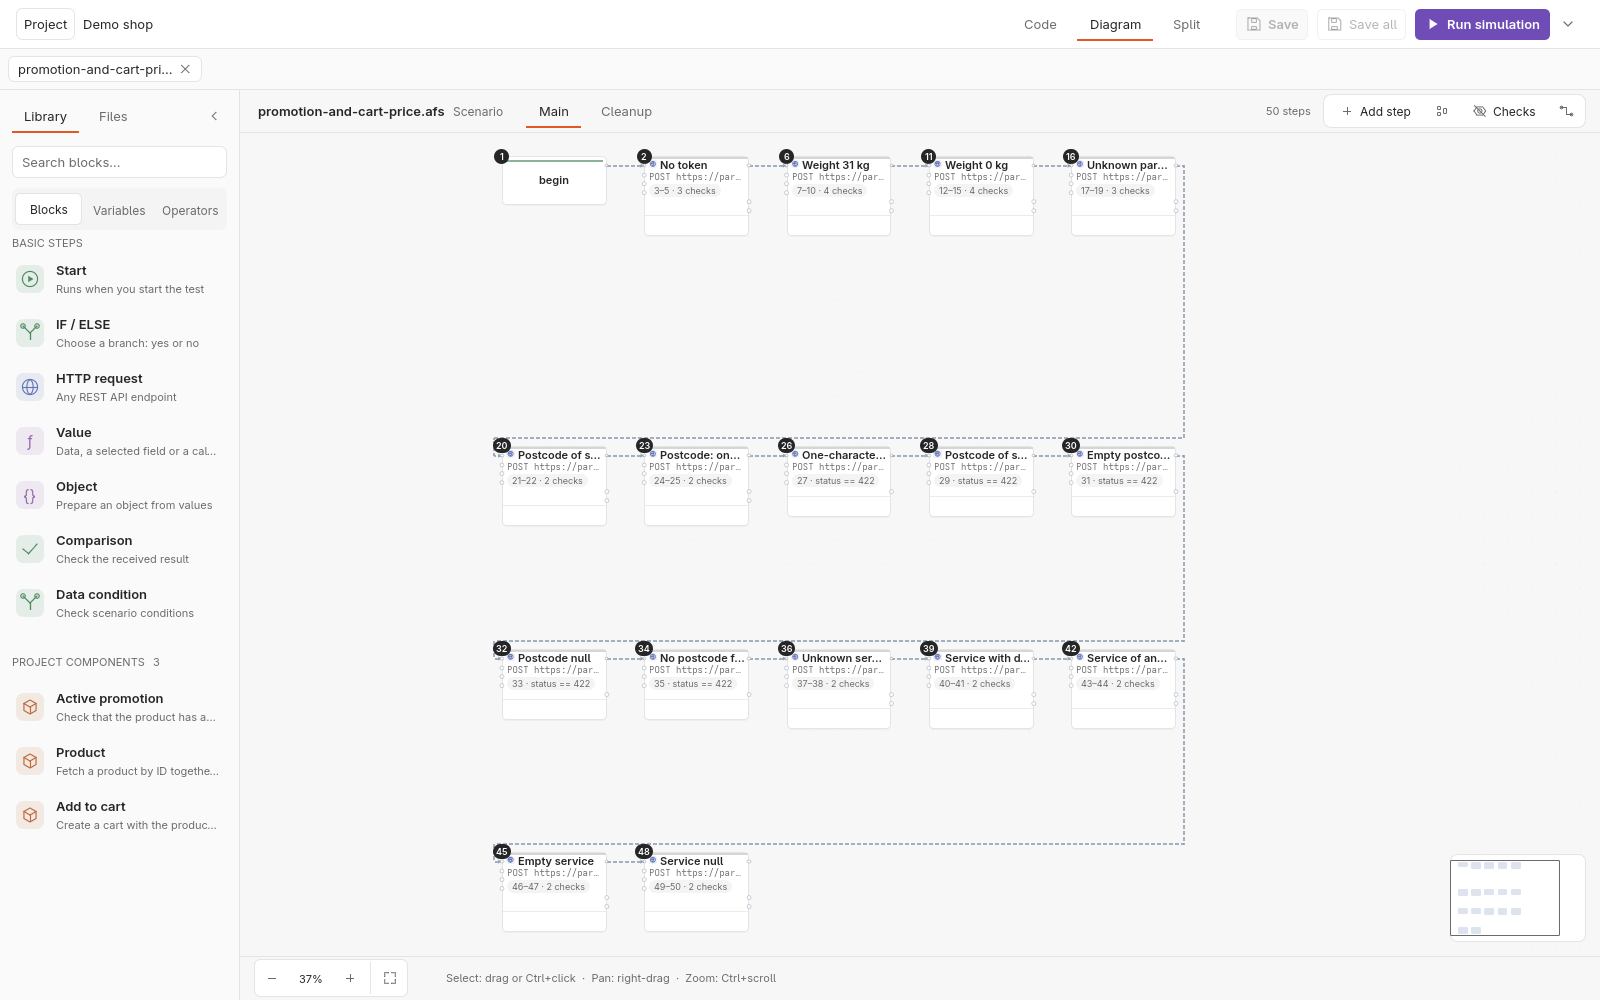 Project
Demo shop
Code
Diagram
Split
Save
Save all
Run simulation
promotion-and-cart-pri...
Library
Files
promotion-and-cart-price.afs
Scenario
Main
Cleanup
50 steps
Add step
Checks
Search blocks...
Blocks
Variables
Operators
BASIC STEPS
Start
Runs when you start the test
IF / ELSE
Choose a branch: yes or no
HTTP request
Any REST API endpoint
Value
Data, a selected field or a cal...
Object
Prepare an object from values
Comparison
Check the received result
Data condition
Check scenario conditions
PROJECT COMPONENTS 3
Active promotion
Check that the product has a...
Product
Fetch a product by ID togethe...
Add to cart
Create a cart with the produc...
1
begin
2
No token
POST https://par...
3–5 · 3 checks
6
Weight 31 kg
POST https://par...
7–10 · 4 checks
11
Weight 0 kg
POST https://par...
12–15 · 4 checks
16
Unknown par...
POST https://par...
17–19 · 3 checks
20
Postcode of s...
POST https://par...
21–22 · 2 checks
23
Postcode: on...
POST https://par...
24–25 · 2 checks
26
One-characte...
POST https://par...
27 · status == 422
28
Postcode of s...
POST https://par...
29 · status == 422
30
Empty postco...
POST https://par...
31 · status == 422
32
Postcode null
POST https://par...
33 · status == 422
34
No postcode f...
POST https://par...
35 · status == 422
36
Unknown ser...
POST https://par...
37–38 · 2 checks
39
Service with d...
POST https://par...
40–41 · 2 checks
42
Service of an...
POST https://par...
43–44 · 2 checks
45
Empty service
POST https://par...
46–47 · 2 checks
48
Service null
POST https://par...
49–50 · 2 checks
37%
Select: drag or Ctrl+click · Pan: right-drag · Zoom: Ctrl+scroll